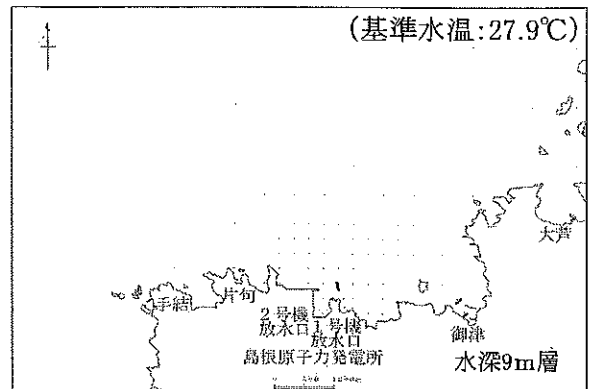 (基準水温:27.9℃)
大芦
手結
片句
2号機
放水口
1号機
放水口
御津
島根原子力発電所
水深9m層